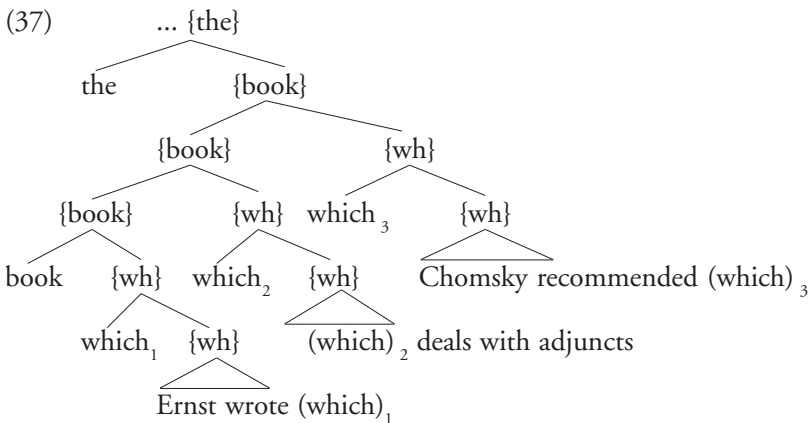 (37) ... {the}
the {book}
{book} {wh}
{book} {wh} which₃ {wh}
book {wh} which₂ {wh} Chomsky recommended (which)₃
which₁ {wh} (which)₂ deals with adjuncts
Ernst wrote (which)₁